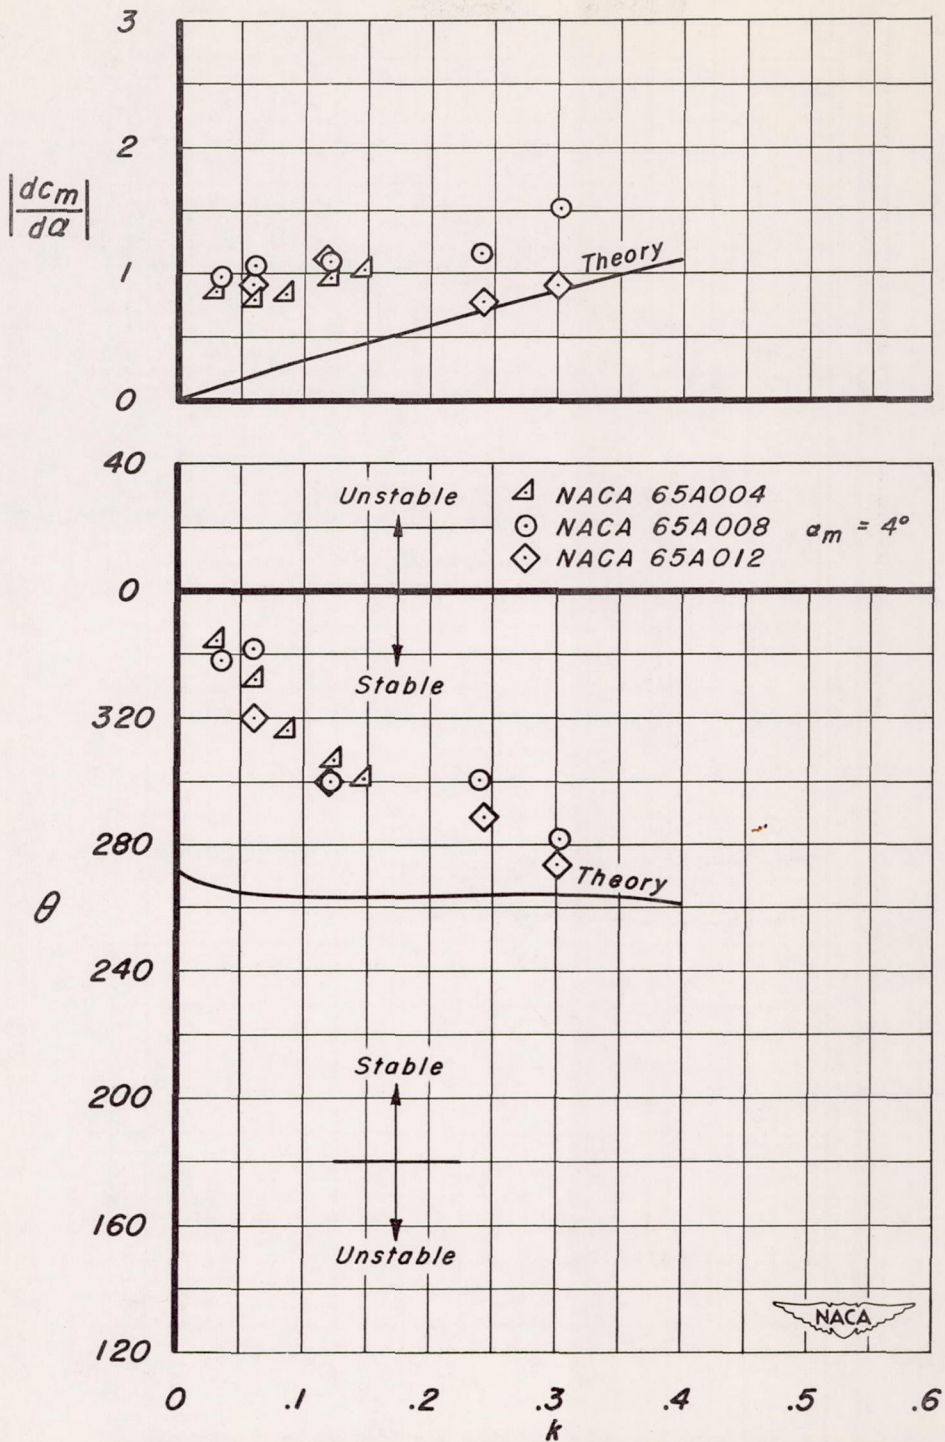 3
2
|dcm/dα|
1
Theory
0
40
Unstable
NACA 65A004
NACA 65A008 αm = 4°
NACA 65A012
0
Stable
320
280
Theory
θ
240
Stable
200
160
Unstable
NACA
120
0 .1 .2 .3 .4 .5 .6
k